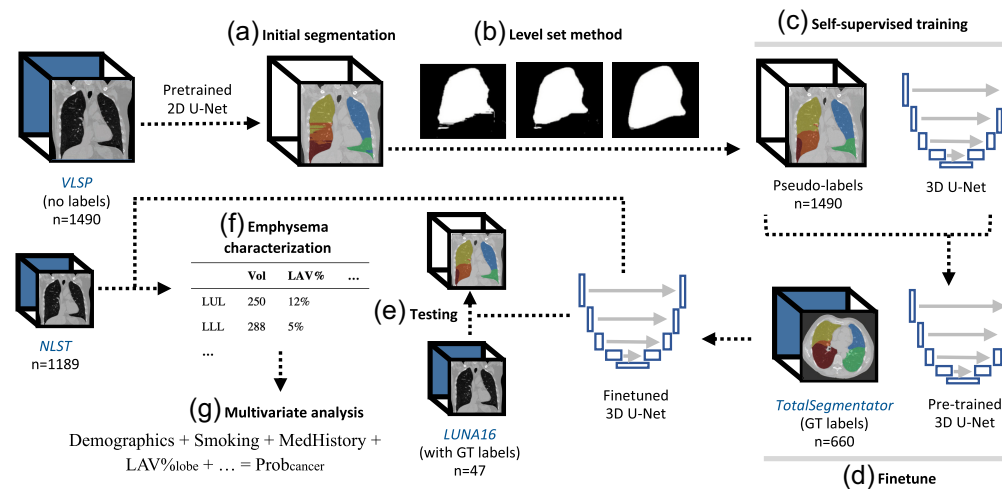 (a) Initial segmentation
(b) Level set method
(c) Self-supervised training
Pretrained
2D U-Net
VLSP
(no labels)
n=1490
Pseudo-labels
n=1490
3D U-Net
(f) Emphysema
characterization
Vol LAV% ...
LUL 250 12%
LLL 288 5%
...
NLST
n=1189
(e) Testing
LUNA16
(with GT labels)
n=47
Finetuned
3D U-Net
TotalSegmentator
(GT labels)
n=660
Pre-trained
3D U-Net
(d) Finetune
(g) Multivariate analysis
Demographics + Smoking + MedHistory +
LAV%lobe + ... = Probcancer